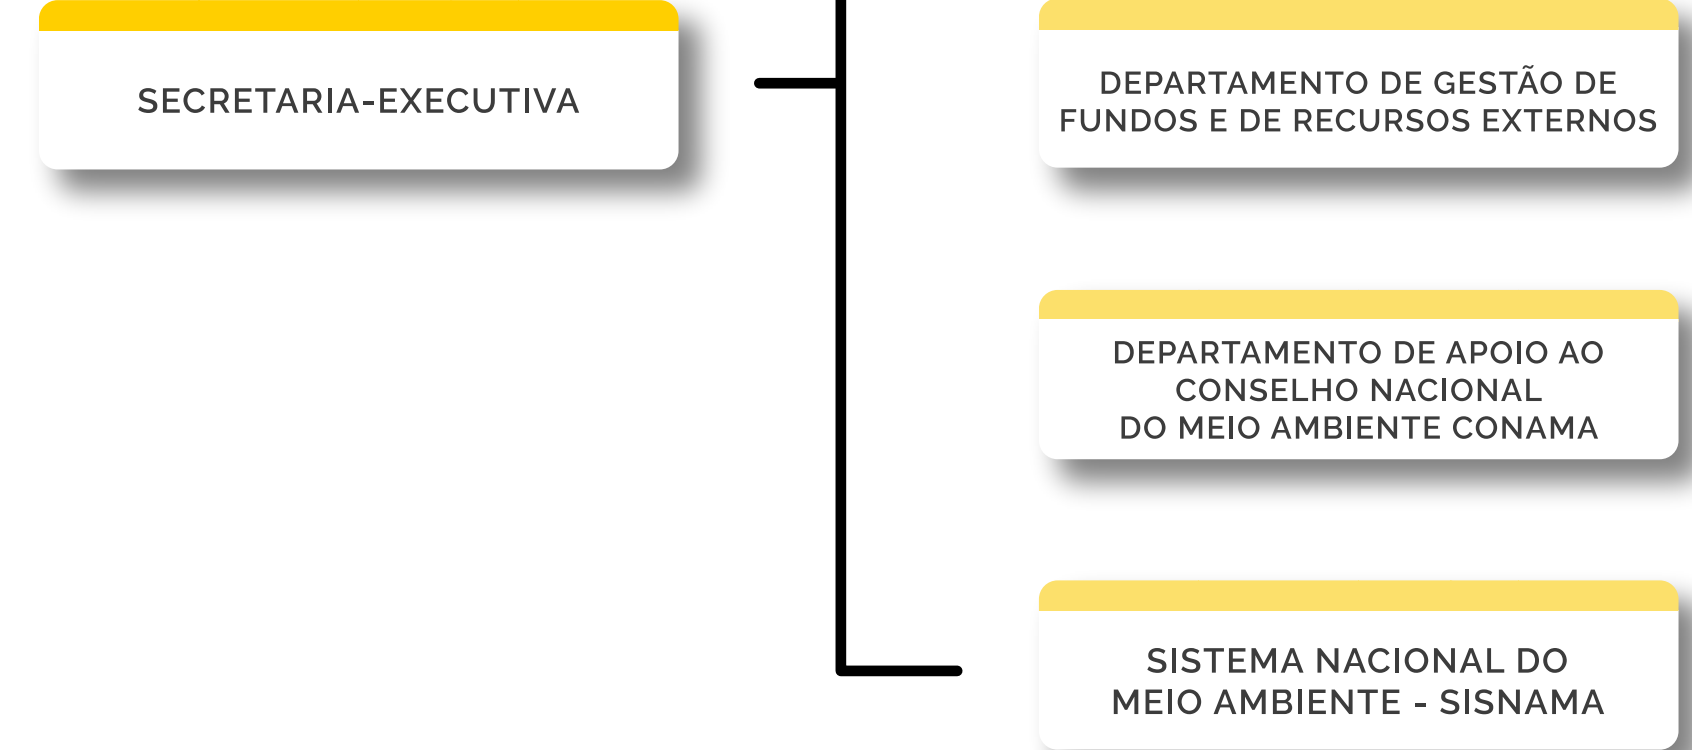 SECRETARIA-EXECUTIVA
DEPARTAMENTO DE GESTÃO DE
FUNDOS E DE RECURSOS EXTERNOS
DEPARTAMENTO DE APOIO AO
CONSELHO NACIONAL
DO MEIO AMBIENTE CONAMA
SISTEMA NACIONAL DO
MEIO AMBIENTE - SISNAMA